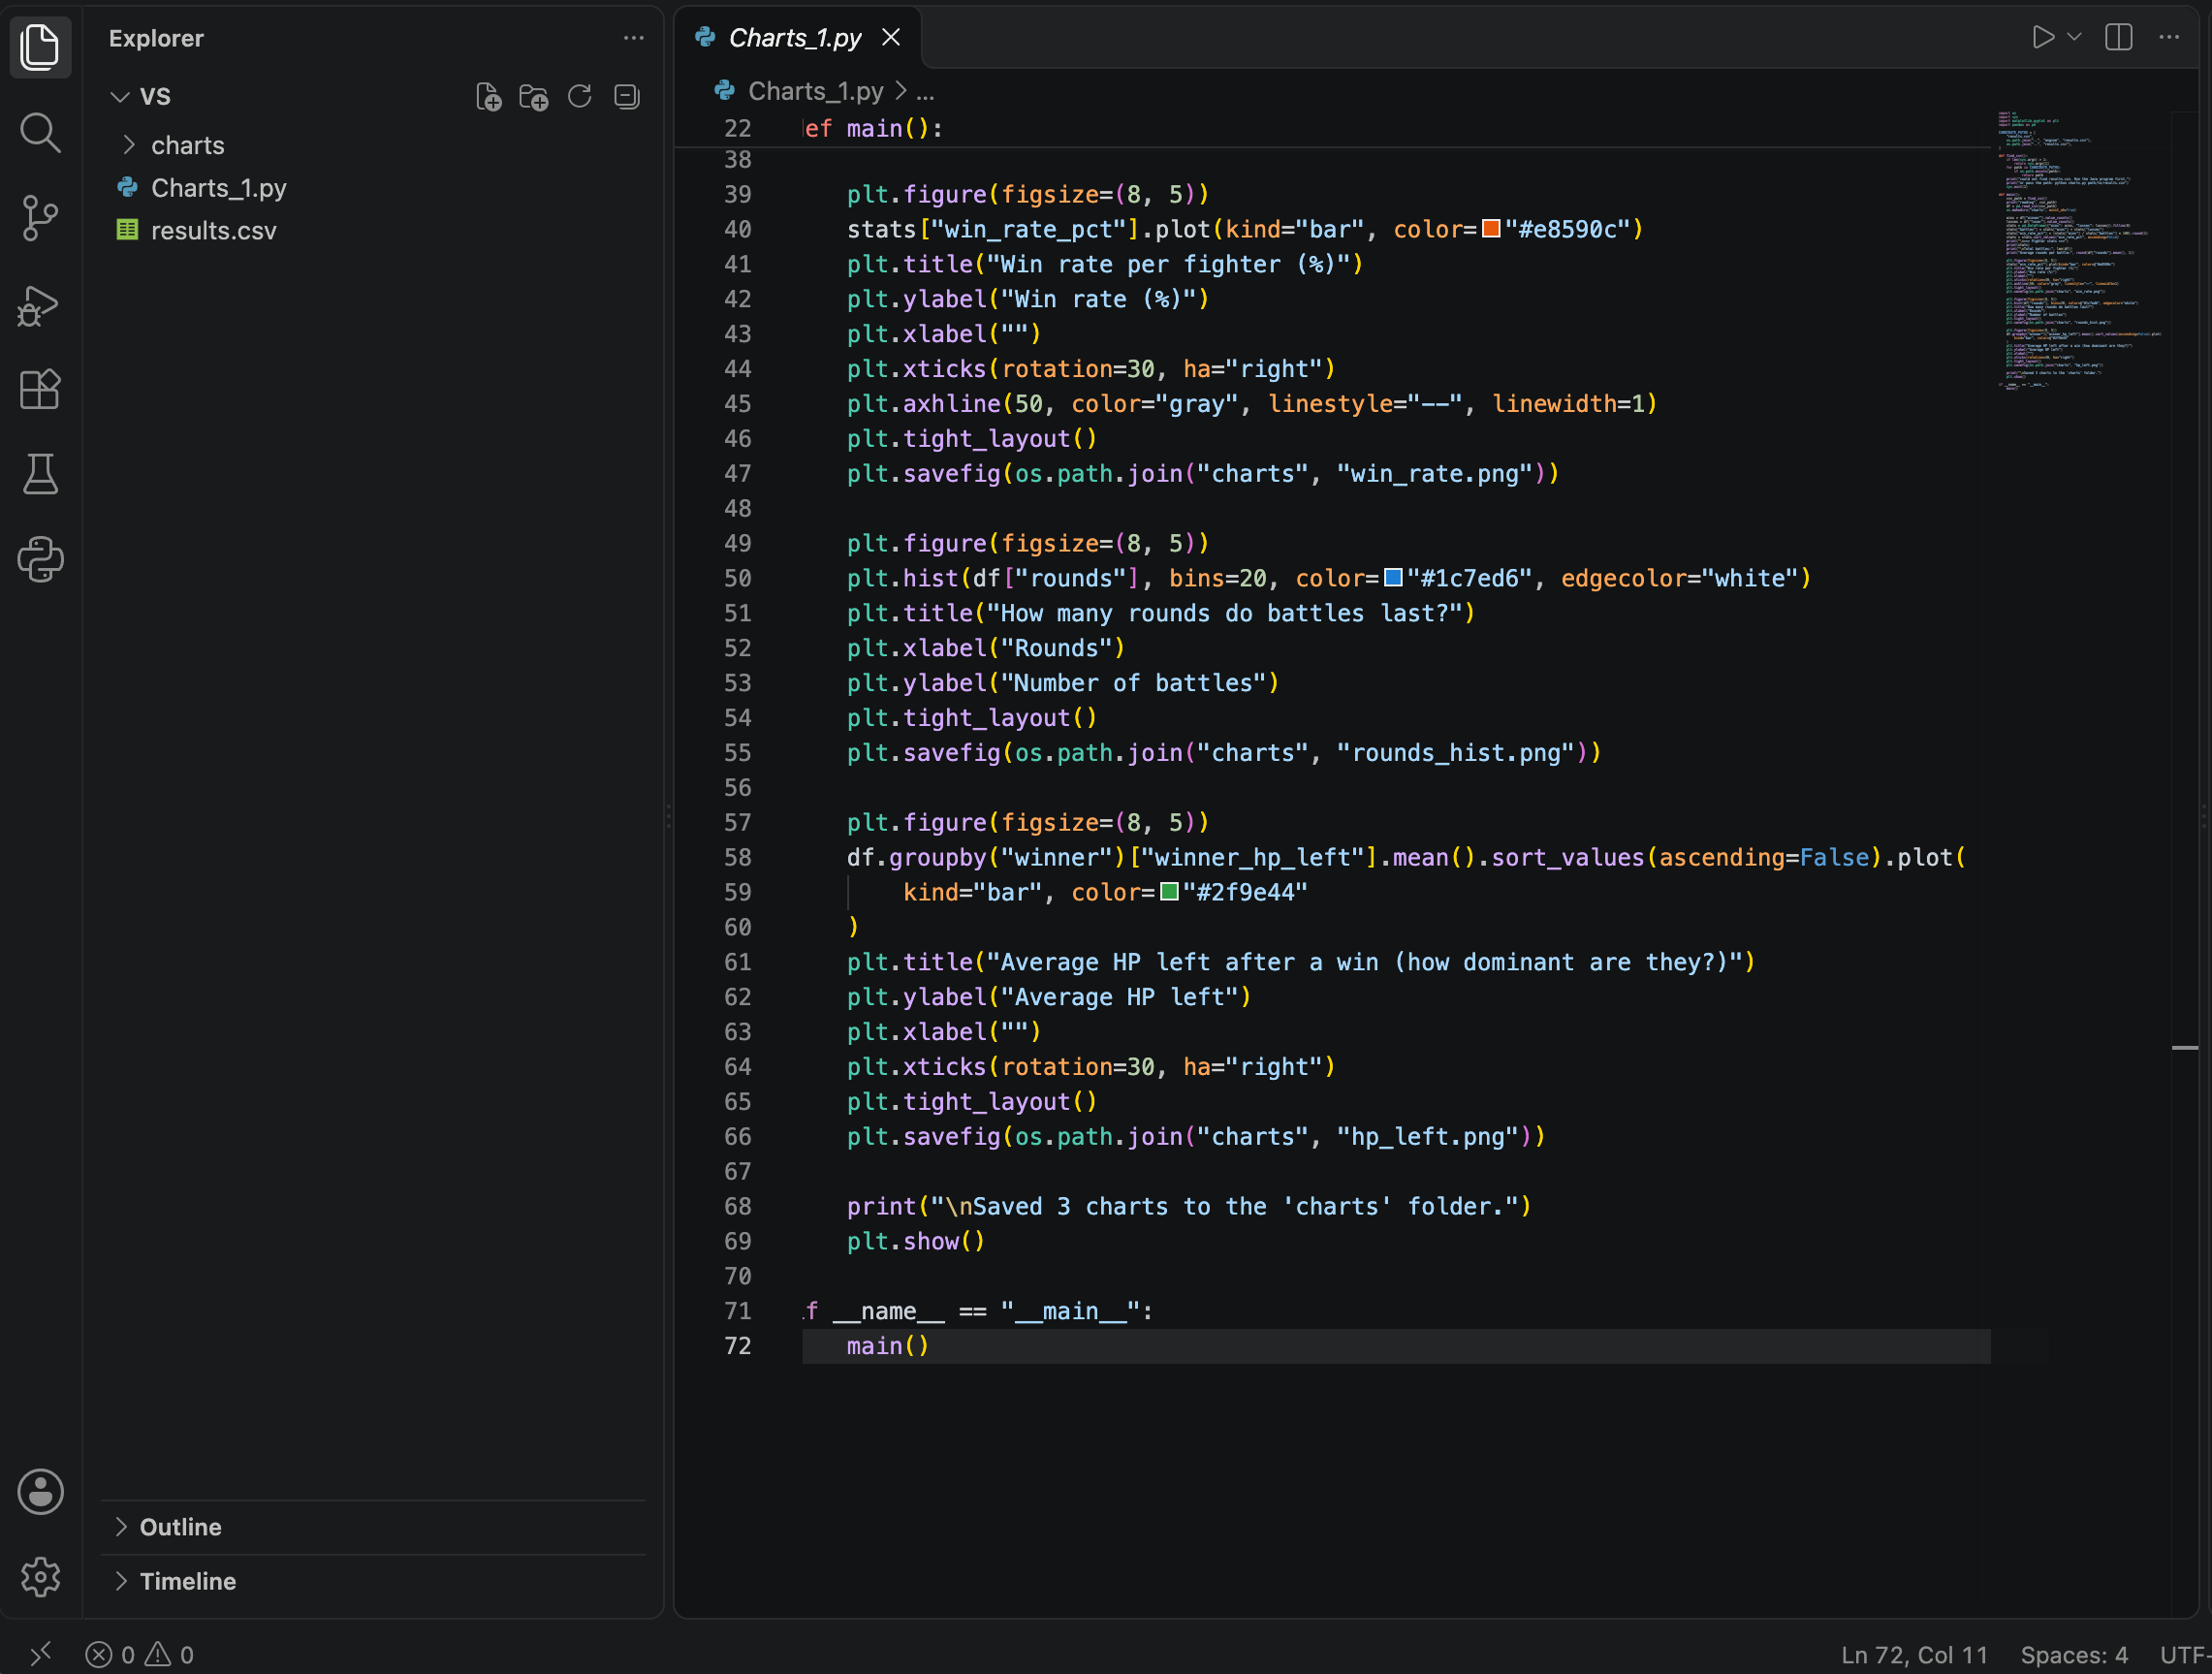 Explorer
VS
charts
Charts_1.py
results.csv
Outline
Timeline
Charts_1.py
Charts_1.py > ...
22 ef main():
38
39 plt.figure(figsize=(8, 5))
40 stats["win_rate_pct"].plot(kind="bar", color="#e8590c")
41 plt.title("Win rate per fighter (%)")
42 plt.ylabel("Win rate (%)")
43 plt.xlabel("")
44 plt.xticks(rotation=30, ha="right")
45 plt.axhline(50, color="gray", linestyle="--", linewidth=1)
46 plt.tight_layout()
47 plt.savefig(os.path.join("charts", "win_rate.png"))
48
49 plt.figure(figsize=(8, 5))
50 plt.hist(df["rounds"], bins=20, color="#1c7ed6", edgecolor="white")
51 plt.title("How many rounds do battles last?")
52 plt.xlabel("Rounds")
53 plt.ylabel("Number of battles")
54 plt.tight_layout()
55 plt.savefig(os.path.join("charts", "rounds_hist.png"))
56
57 plt.figure(figsize=(8, 5))
58 df.groupby("winner")["winner_hp_left"].mean().sort_values(ascending=False).plot(
59 kind="bar", color="#2f9e44"
60 )
61 plt.title("Average HP left after a win (how dominant are they?)")
62 plt.ylabel("Average HP left")
63 plt.xlabel("")
64 plt.xticks(rotation=30, ha="right")
65 plt.tight_layout()
66 plt.savefig(os.path.join("charts", "hp_left.png"))
67
68 print("\nSaved 3 charts to the 'charts' folder.")
69 plt.show()
70
71 f __name__ == "__main__":
72 main()
0 0
Ln 72, Col 11 Spaces: 4 UTF-